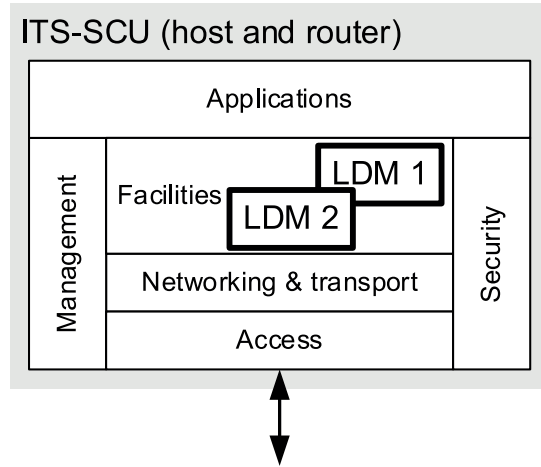 ITS-SCU (host and router)
Applications
Management
Facilities
LDM 1
LDM 2
Networking & transport
Access
Security